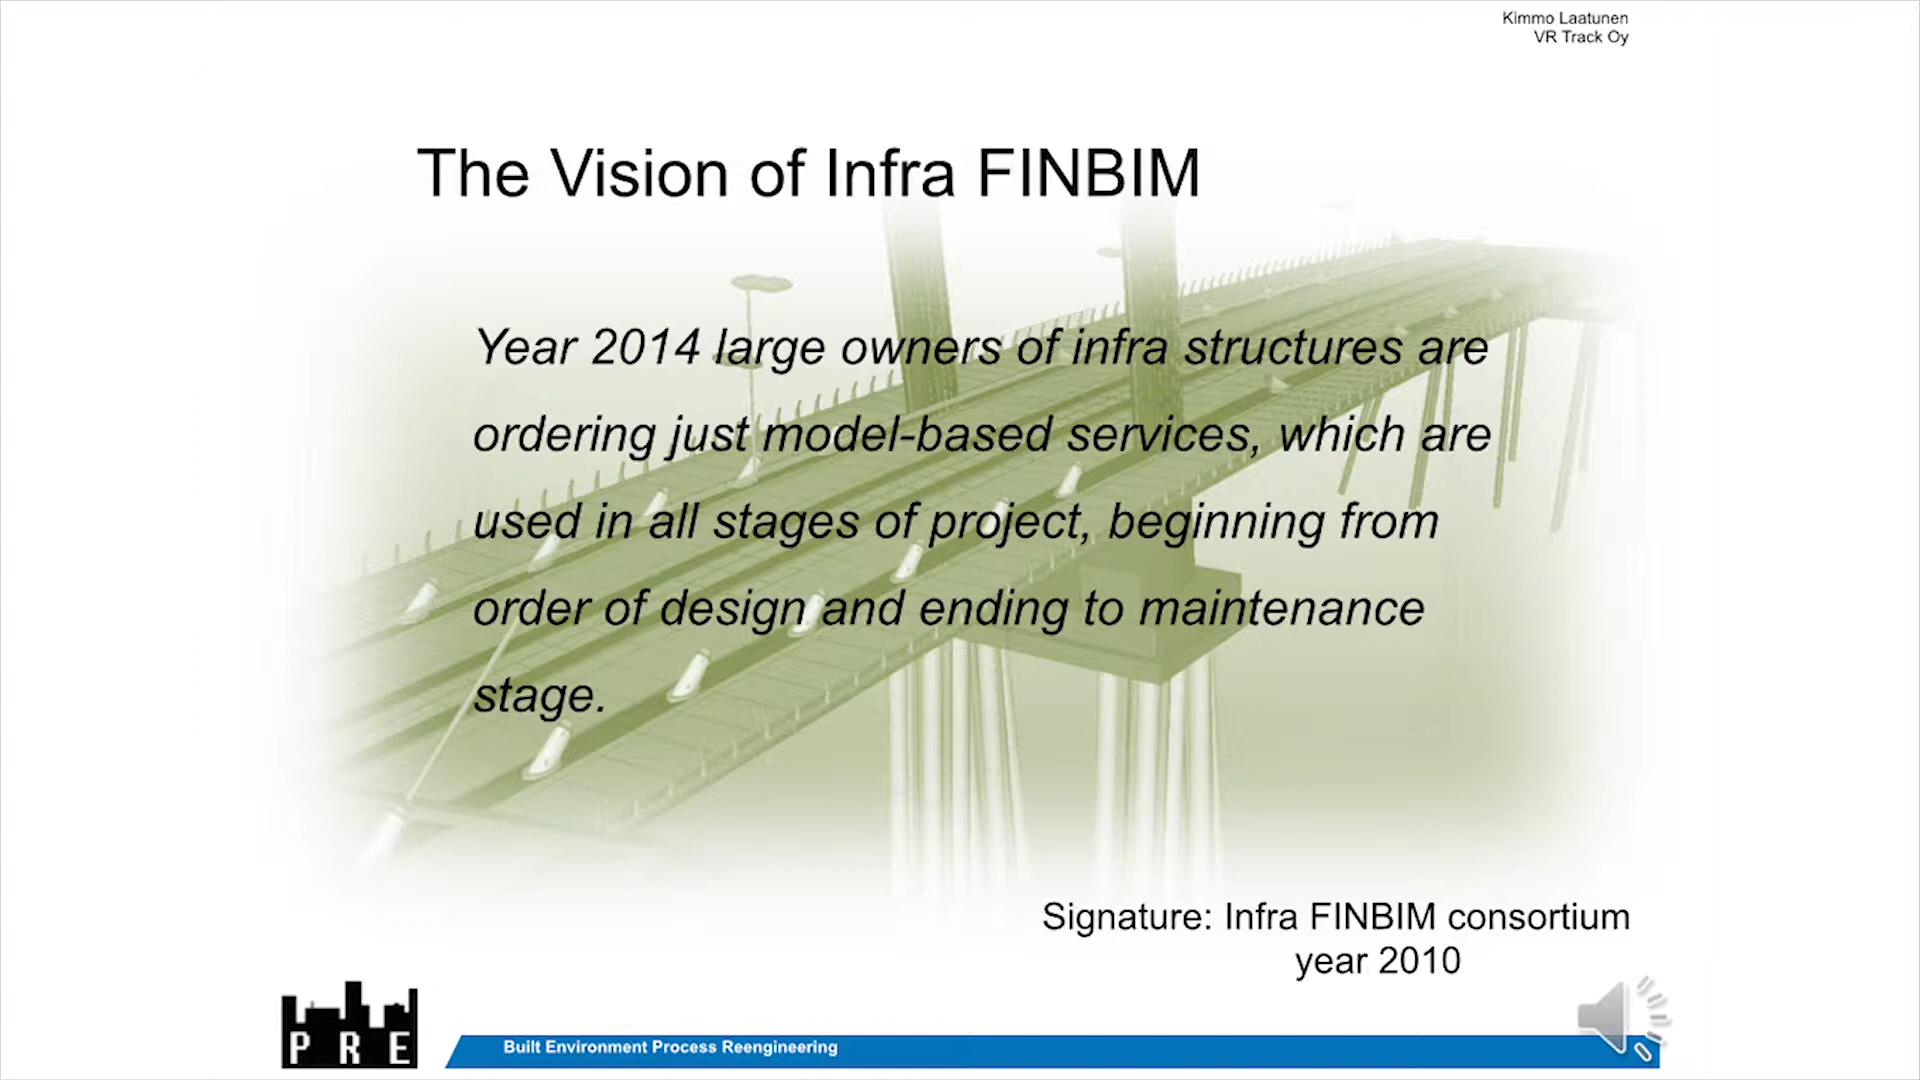 Kimmo Laatunen
VR Track Oy
The Vision of Infra FINBIM
Year 2014 large owners of infra structures are
ordering just model-based services, which are
used in all stages of project, beginning from
order of design and ending to maintenance
stage.
Signature: Infra FINBIM consortium
year 2010
PRE
Built Environment Process Reengineering